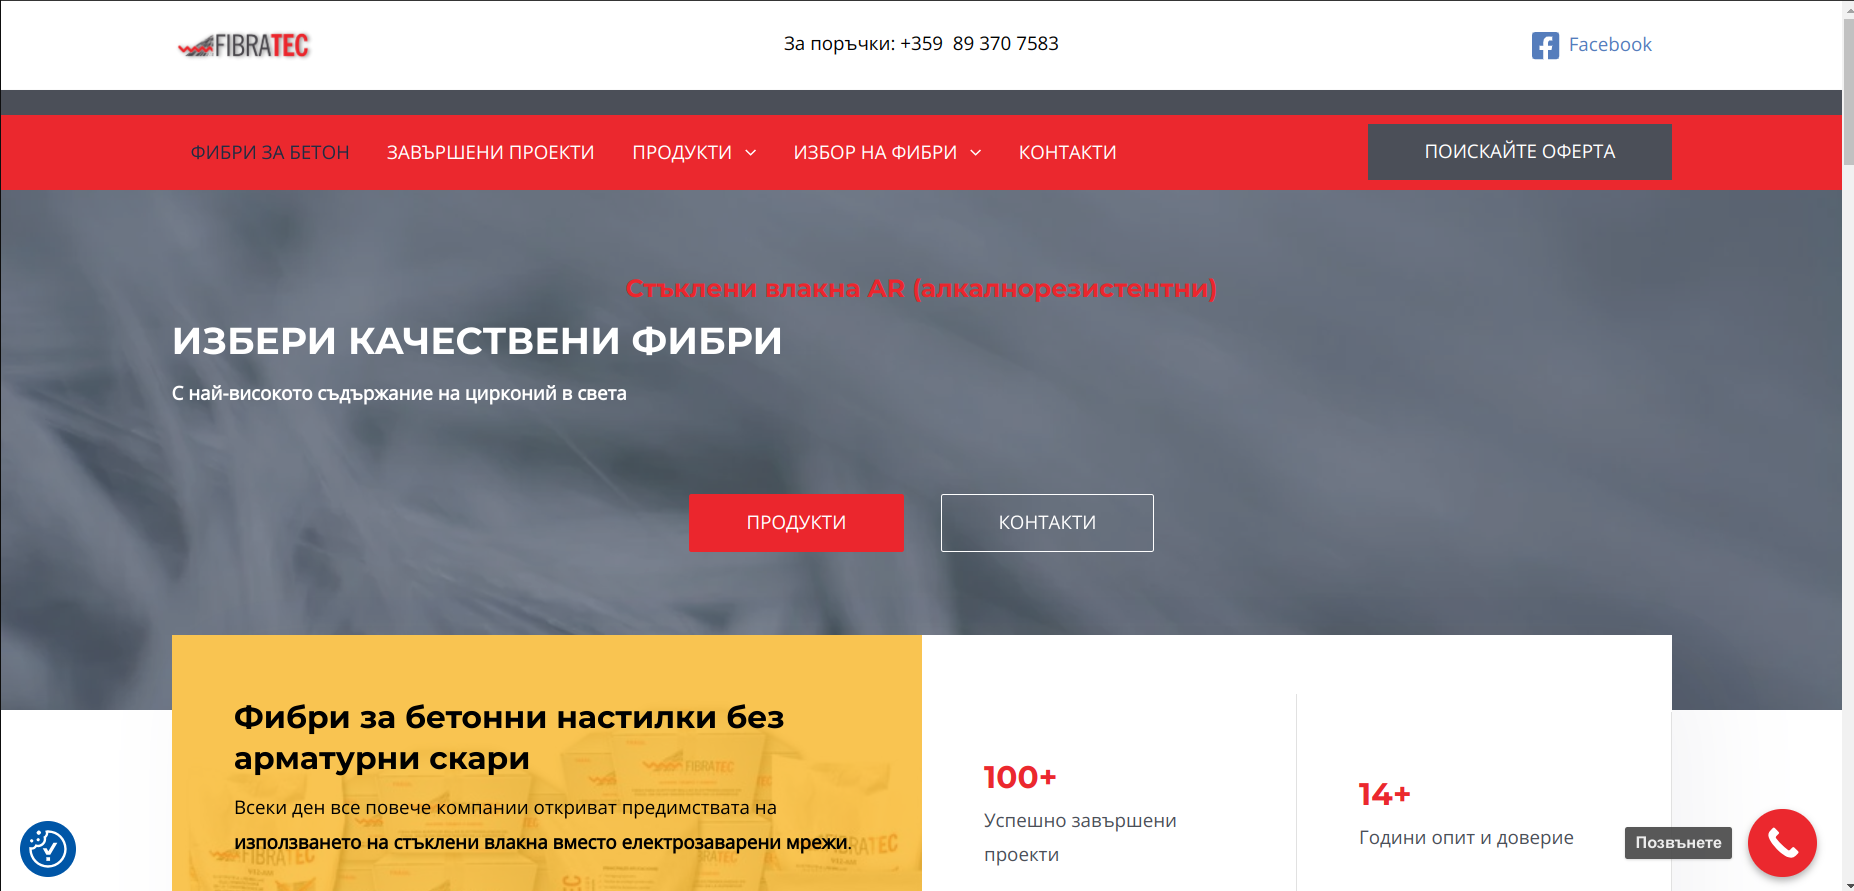 FIBRATEC
За поръчки: +359 89 370 7583
Facebook
ФИБРИ ЗА БЕТОН
ЗАВЪРШЕНИ ПРОЕКТИ
ПРОДУКТИ
ИЗБОР НА ФИБРИ
КОНТАКТИ
ПОИСКАЙТЕ ОФЕРТА
Стъклени влакна AR (алкалнорезистентни)
ИЗБЕРИ КАЧЕСТВЕНИ ФИБРИ
С най-високото съдържание на цирконий в света
ПРОДУКТИ
КОНТАКТИ
Фибри за бетонни настилки без
арматурни скари
Всеки ден все повече компании откриват предимствата на
използването на стъклени влакна вместо електрозаварени мрежи.
FIBRATEC
FIBRATEC
FIBRATEC
100+
Успешно завършени
проекти
14+
Години опит и доверие
Позвънете